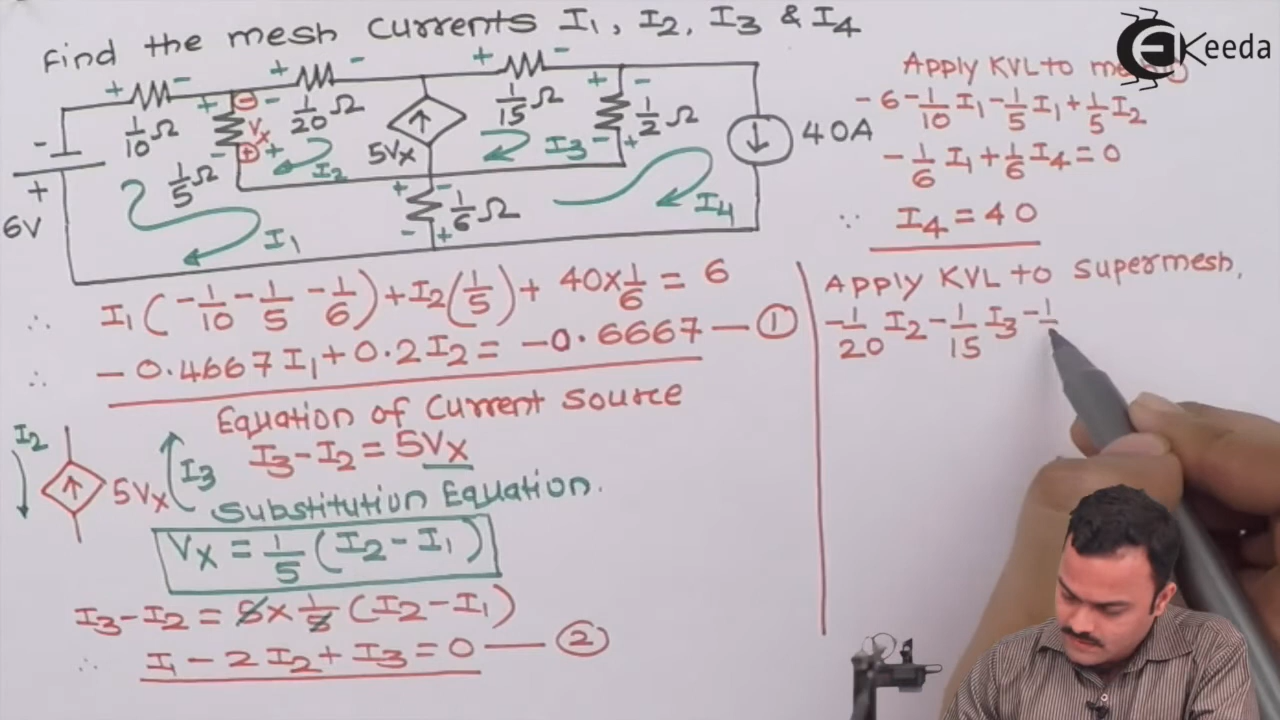 Find the mesh currents I1, I2, I3 & I4
EKeeda
+ - + - + - + -
1/10 Ω
1/20 Ω
1/15 Ω
1/2 Ω
1/5 Ω
1/6 Ω
Vx
5Vx
40A
6V
I1
I2
I3
I4
∴ I1(-1/10 -1/5 -1/6) + I2(1/5) + 40×1/6 = 6
∴ -0.4667 I1 + 0.2 I2 = -0.6667 — ①
Equation of Current Source
I2
5Vx
I3
I3 - I2 = 5Vx
Substitution Equation.
Vx = 1/5 (I2 - I1)
I3 - I2 = 5 × 1/5 (I2 - I1)
∴ I1 - 2I2 + I3 = 0 — ②
Apply KVL to
-6 -1/10 I1 -1/5 I1 + 1/5 I2
-1/6 I1 + 1/6 I4 = 0
∵ I4 = 40
Apply KVL to Supermesh,
-1/20 I2 -1/15 I3 -1